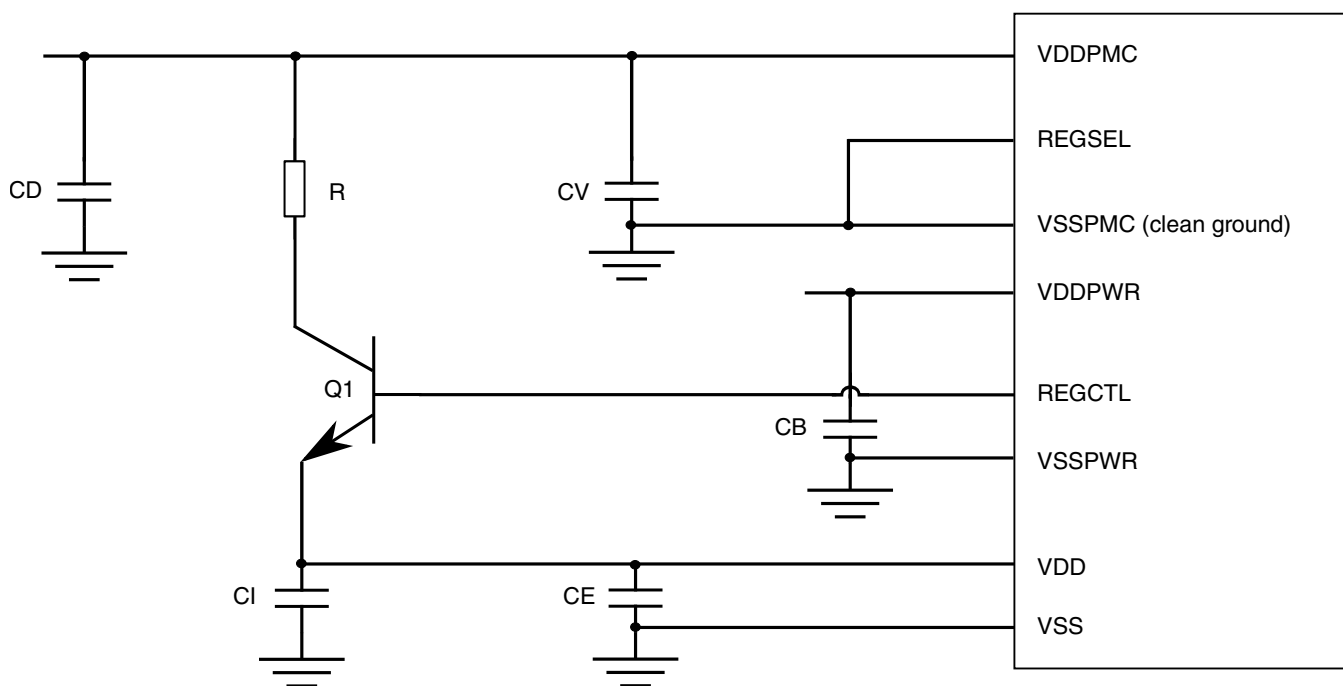 VDDPMC
REGSEL
CD
R
CV
VSSPMC (clean ground)
VDDPWR
Q1
REGCTL
CB
VSSPWR
VDD
CI
CE
VSS